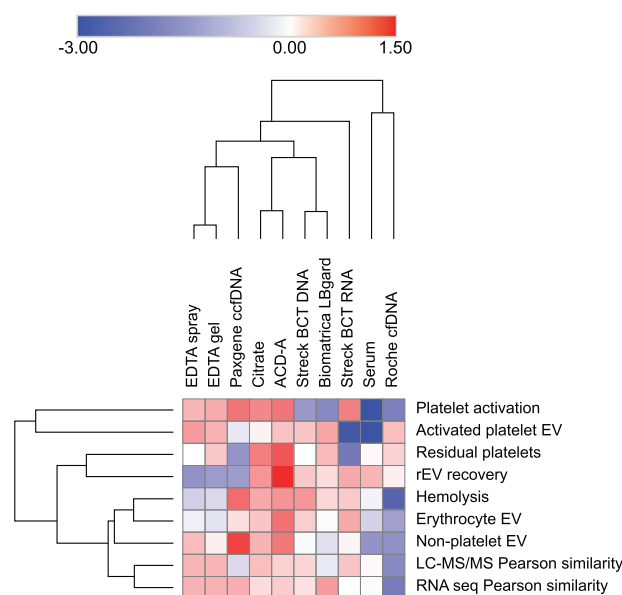 -3.00 0.00 1.50
EDTA spray
EDTA gel
Paxgene ccfDNA
Citrate
ACD-A
Streck BCT DNA
Biomatrica LBgard
Streck BCT RNA
Serum
Roche cfDNA
Platelet activation
Activated platelet EV
Residual platelets
rEV recovery
Hemolysis
Erythrocyte EV
Non-platelet EV
LC-MS/MS Pearson similarity
RNA seq Pearson similarity